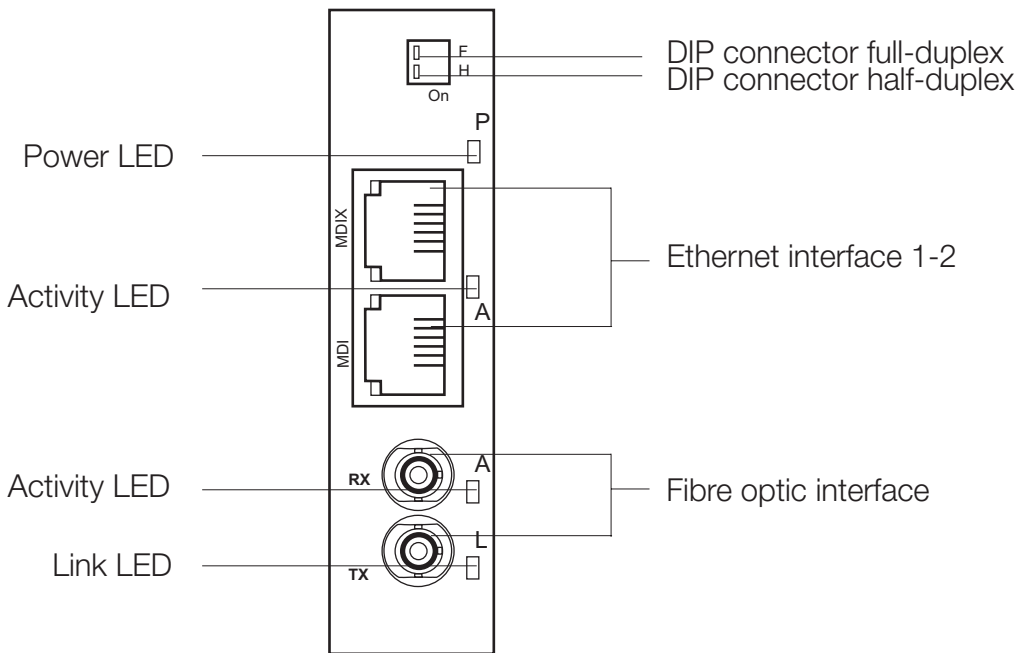 F
H
On
DIP connector full-duplex
DIP connector half-duplex
P
Power LED
MDIX
Ethernet interface 1-2
Activity LED
A
MDI
RX
A
Activity LED
Fibre optic interface
L
Link LED
TX